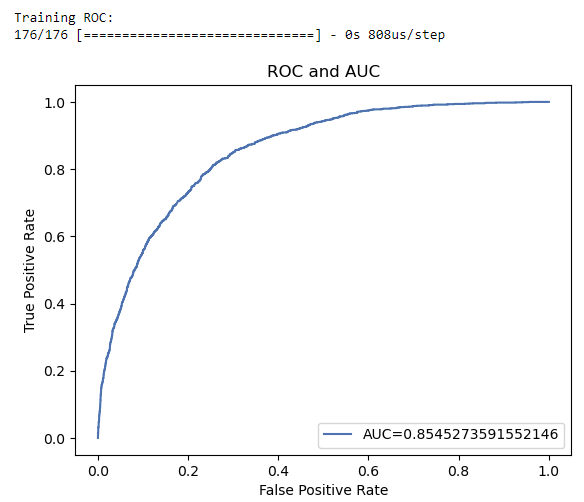 Training ROC:
176/176 [==============================] - 0s 808us/step
ROC and AUC
1.0
0.8
0.6
0.4
0.2
0.0
True Positive Rate
AUC=0.8545273591552146
0.0 0.2 0.4 0.6 0.8 1.0
False Positive Rate